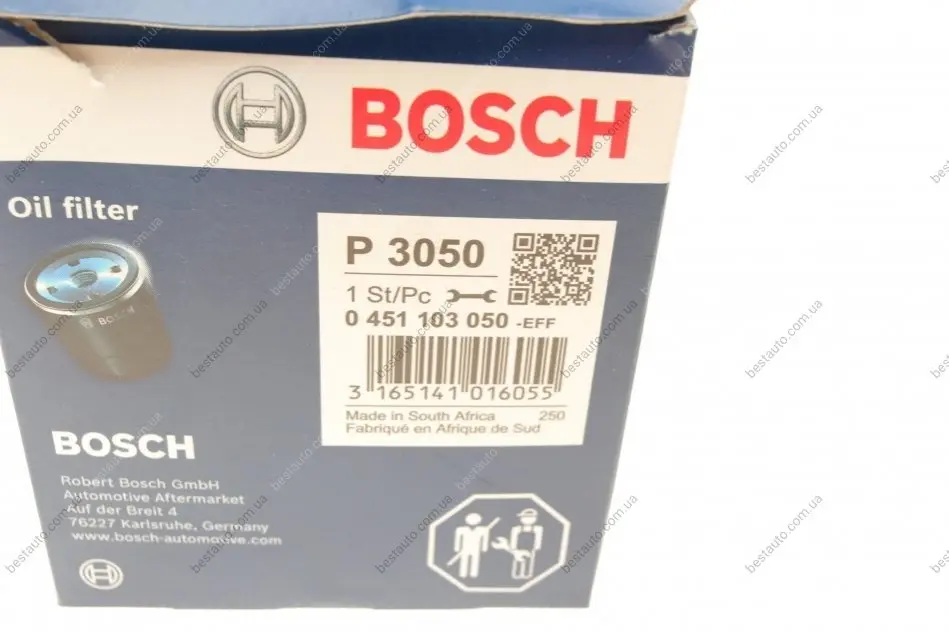 BOSCH
Oil filter
BOSCH
P 3050
1 St/Pc
0 451 103 050 -EFF
3 165141 016055
Made in South Africa 250
Fabriqué en Afrique de Sud
BOSCH
Robert Bosch GmbH
Automotive Aftermarket
Auf der Breit 4
76227 Karlsruhe, Germany
www.bosch-automotive.com
bestauto.com.ua